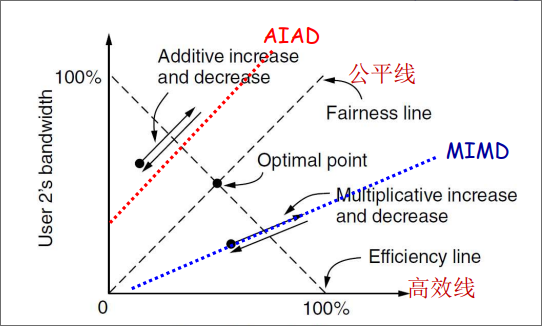 AIAD
Additive increase
and decrease
100%
公平线
Fairness line
User 2's bandwidth
Optimal point
MIMD
Multiplicative increase
and decrease
Efficiency line
高效线
0
100%